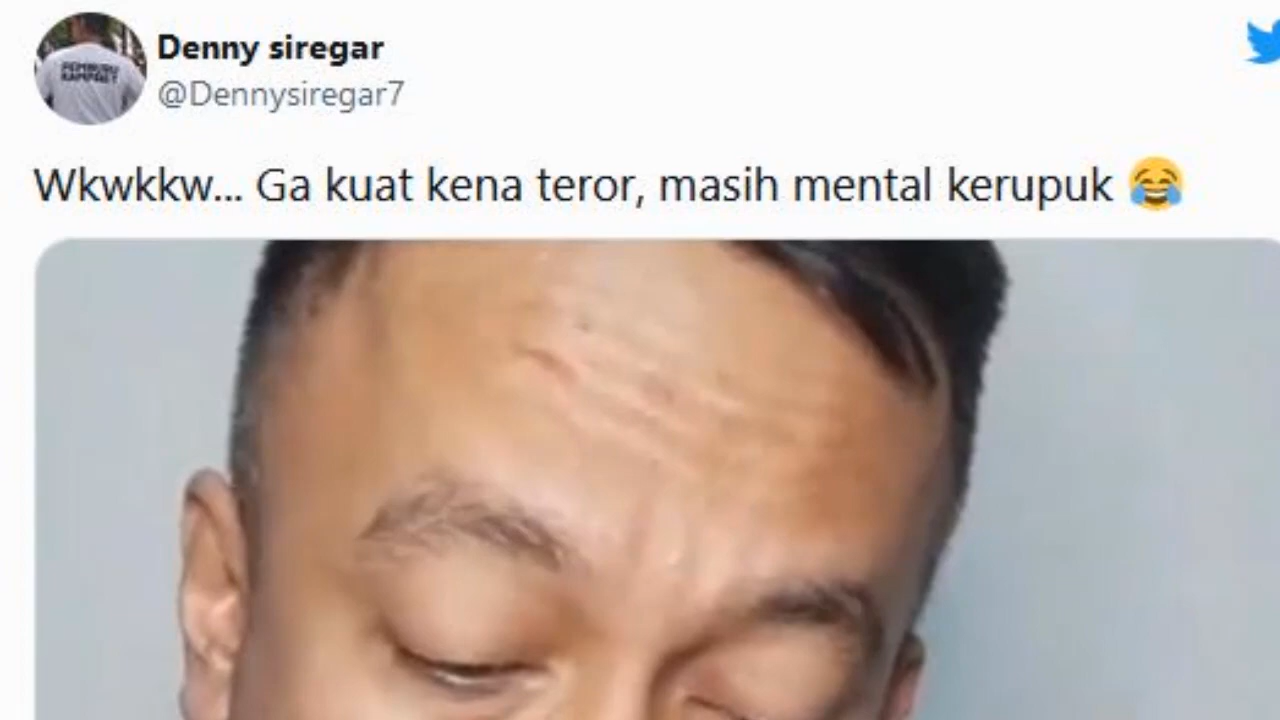 Denny siregar
@Dennysiregar7
Wkwkkw... Ga kuat kena teror, masih mental kerupuk 😂